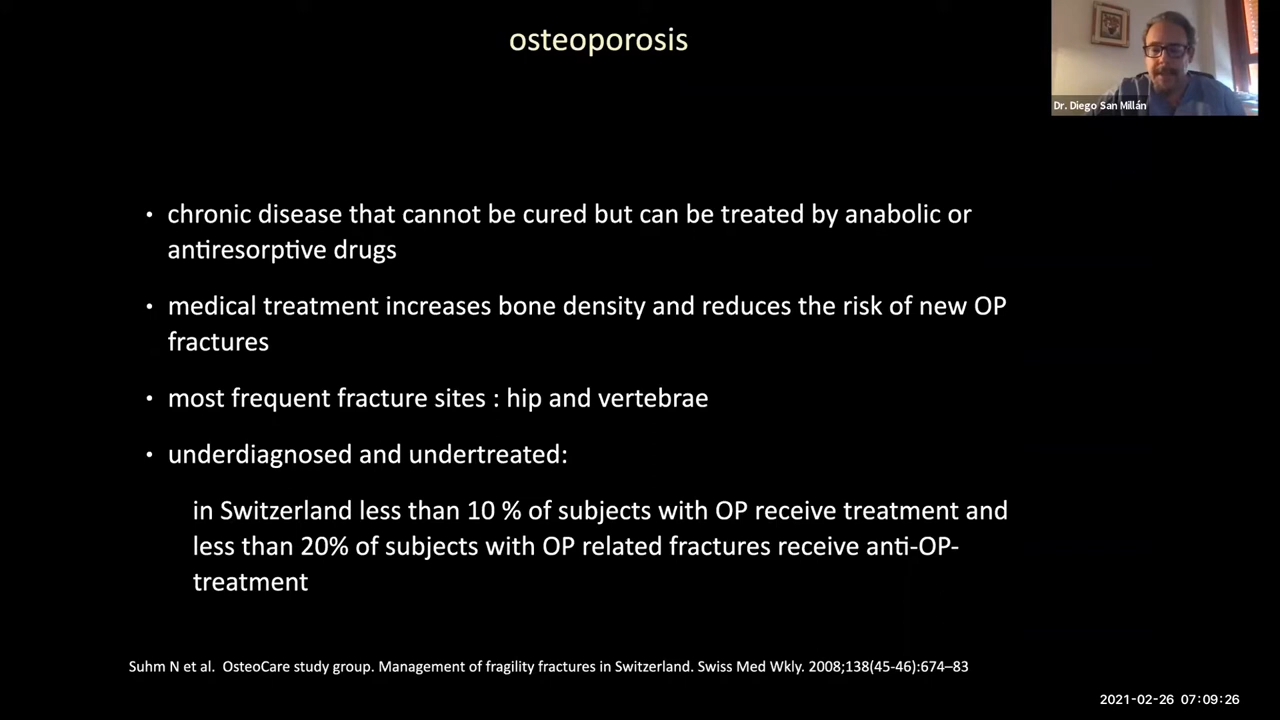 osteoporosis
Dr. Diego San Millán
• chronic disease that cannot be cured but can be treated by anabolic or
antiresorptive drugs
• medical treatment increases bone density and reduces the risk of new OP
fractures
• most frequent fracture sites : hip and vertebrae
• underdiagnosed and undertreated:
in Switzerland less than 10 % of subjects with OP receive treatment and
less than 20% of subjects with OP related fractures receive anti-OP-
treatment
Suhm N et al. OsteoCare study group. Management of fragility fractures in Switzerland. Swiss Med Wkly. 2008;138(45-46):674–83
2021-02-26 07:09:26